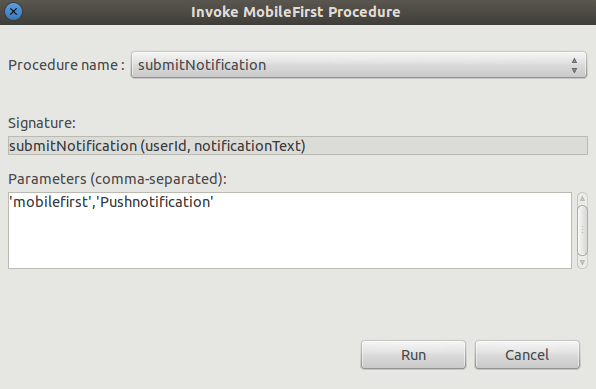 Invoke MobileFirst Procedure
Procedure name : submitNotification
Signature:
submitNotification (userId, notificationText)
Parameters (comma-separated):
'mobilefirst','Pushnotification'
Run Cancel